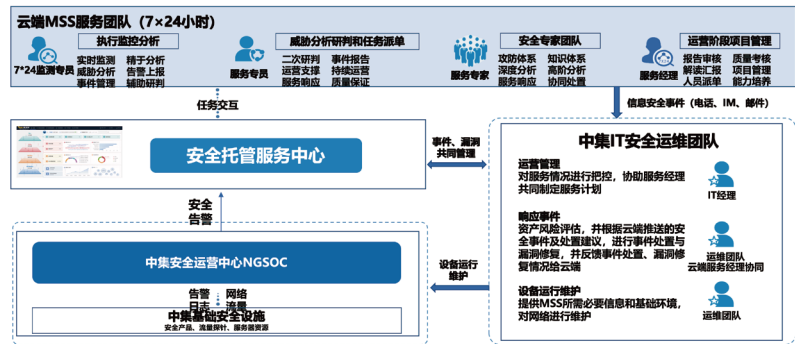 云端MSS服务团队（7×24小时）
执行监控分析
实时监测 精于分析
威胁分析 告警上报
事件管理 辅助研判
7*24监测专员
威胁分析研判和任务派单
二次研判 事件报告
运营支撑 持续运营
服务响应 质量保证
服务专员
安全专家团队
攻防体系 知识体系
深度分析 高阶分析
服务响应 协同处置
服务专家
运营阶段项目管理
报告审核 质量考核
解读汇报 项目管理
人员派单 能力培养
服务经理
任务交互
信息安全事件（电话、IM、邮件）
安全托管服务中心
事件、漏洞
共同管理
安全
告警
中集安全运营中心NGSOC
告警 网络
日志 流量
中集基础安全设施
安全产品、流量探针、服务器资源
设备运行
维护
中集IT安全运维团队
运营管理
对服务情况进行把控，协助服务经理
共同制定服务计划
IT经理
响应事件
资产风险评估，并根据云端推送的安
全事件及处置建议，进行事件处置与
漏洞修复，并反馈事件处置、漏洞修
复情况给云端
运维团队
云端服务经理协同
设备运行维护
提供MSS所需必要信息和基础环境，
对网络进行维护
运维团队